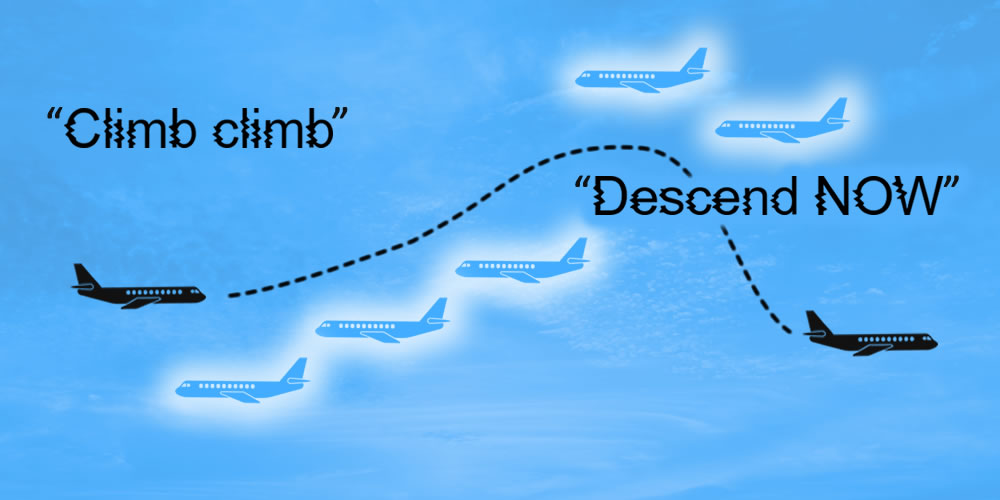 “Climb climb”
“Descend NOW”